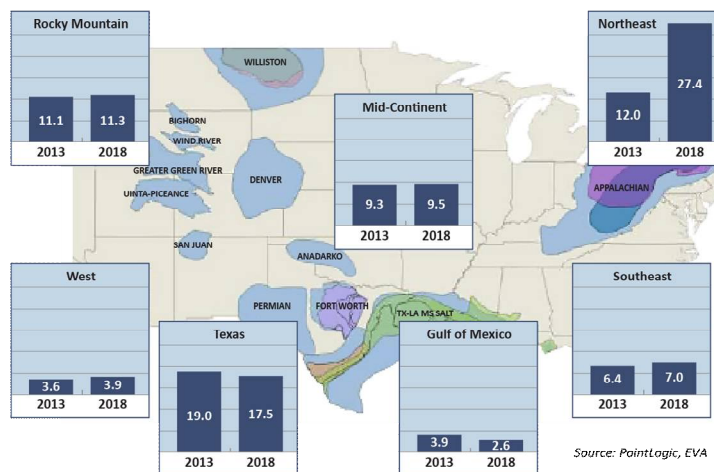 Rocky Mountain
11.1 11.3
2013 2018
Northeast
12.0 27.4
2013 2018
Mid-Continent
9.3 9.5
2013 2018
WILLISTON
BIGHORN
WIND RIVER
GREATER GREEN RIVER
UINTA-PICEANCE
DENVER
APPALACHIAN
SAN JUAN
ANADARKO
PERMIAN
FORT WORTH
TX-LA MS SALT
West
3.6 3.9
2013 2018
Texas
19.0 17.5
2013 2018
Gulf of Mexico
3.9 2.6
2013 2018
Southeast
6.4 7.0
2013 2018
Source: PointLogic, EVA